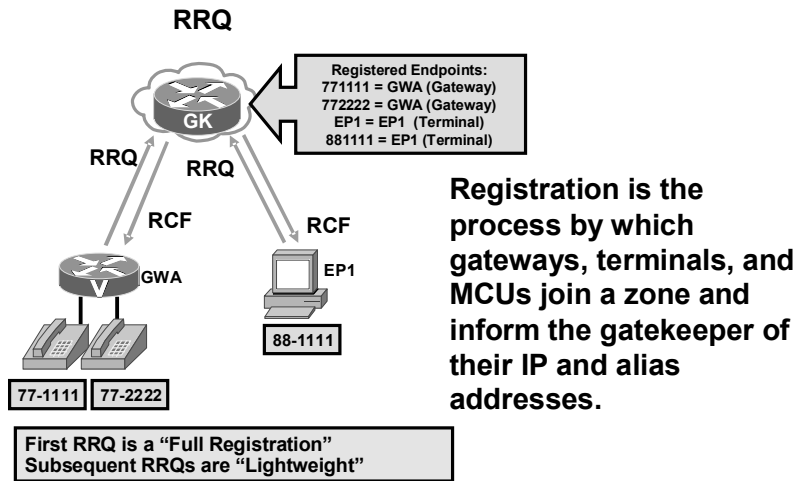 RRQ
Registered Endpoints:
771111 = GWA (Gateway)
772222 = GWA (Gateway)
EP1 = EP1 (Terminal)
881111 = EP1 (Terminal)
GK
RRQ
RRQ
RCF
RCF
GWA
V
EP1
88-1111
77-1111
77-2222
Registration is the
process by which
gateways, terminals, and
MCUs join a zone and
inform the gatekeeper of
their IP and alias
addresses.
First RRQ is a “Full Registration”
Subsequent RRQs are “Lightweight”